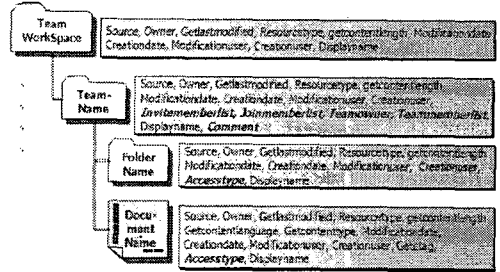 Team
WorkSpace
Source, Owner, Getlastmodified, Resourcetype, getcontentlength, Modificationdate
Creationdate, Modificationuser, Creationuser, Displayname
Team-
Name
Source, Owner, Getlastmodified, Resourcetype, getcontentlength
Modificationdate, Creationdate, Modificationuser, Creationuser,
Invitememberlist, Joinmemberlist, Teamowner, Teammemberlist,
Displayname, Comment
Folder
Name
Source, Owner, Getlastmodified, Resourcetype, getcontentlength
Modificationdate, Creationdate, Modificationuser, Creationuser,
Accesstype, Displayname
Docu-
ment
Name
Source, Owner, Getlastmodified, Resourcetype, getcontentlength
Getcontentlanguage, Getcontenttype, Modificationdate,
Creationdate, Modificationuser, Creationuser, Getetag,
Accesstype, Displayname